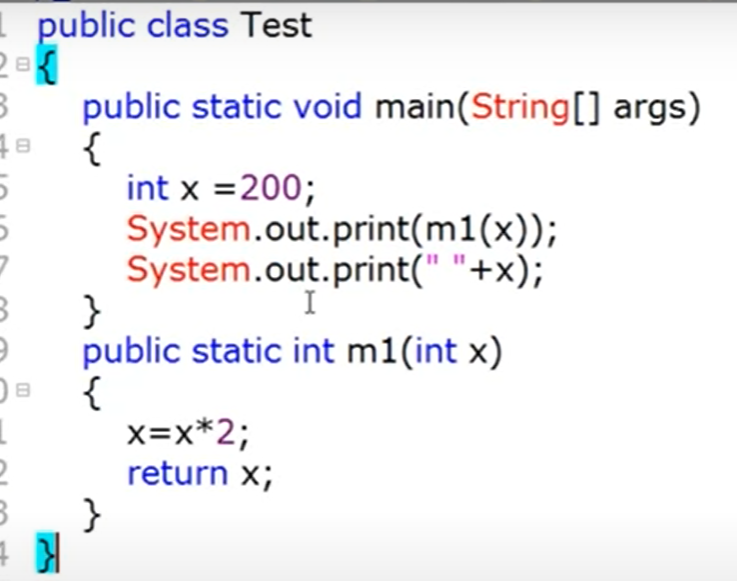 public class Test
{
public static void main(String[] args)
{
int x =200;
System.out.print(m1(x));
System.out.print(" "+x);
}
public static int m1(int x)
{
x=x*2;
return x;
}
}